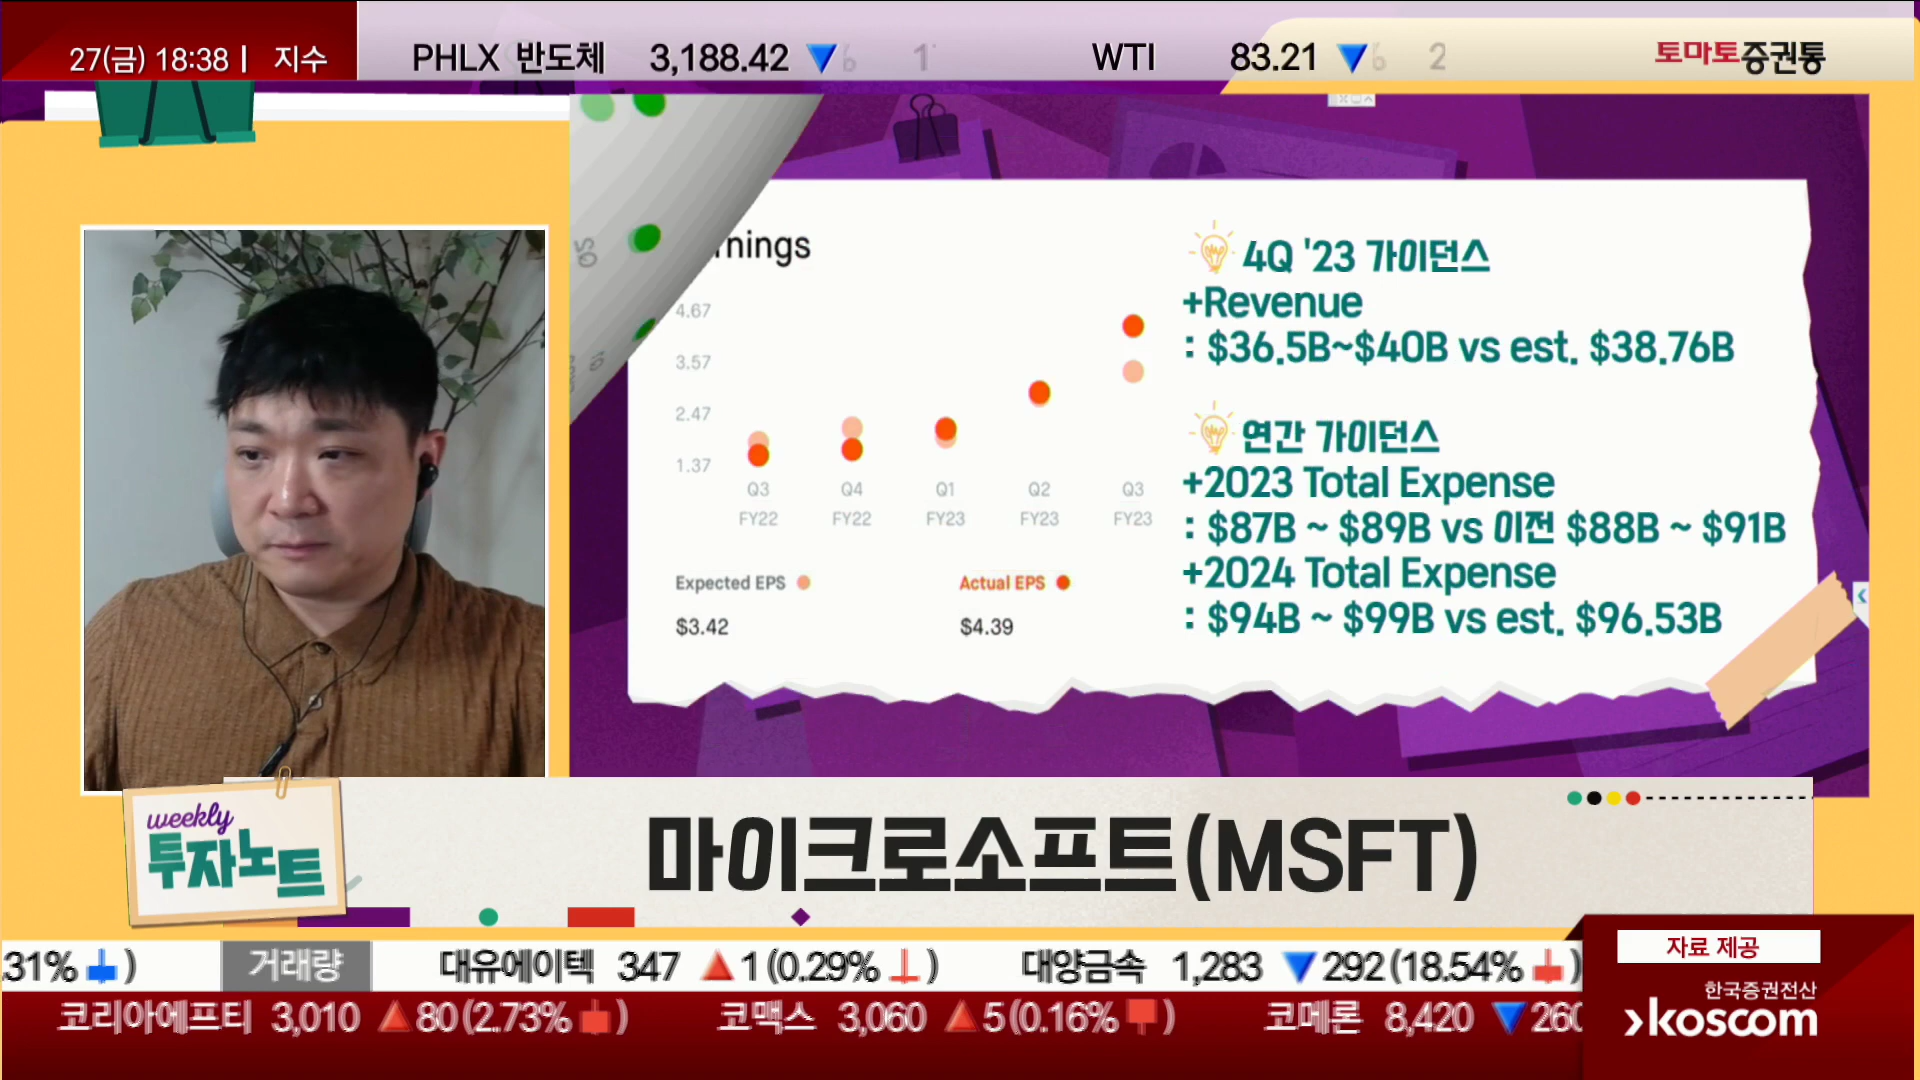 27(금) 18:38 | 지수
PHLX 반도체 3,188.42 ▼
WTI 83.21 ▼
토마토증권통
Q5
rnings
4.67
3.57
2.47
1.37
Q3 Q4 Q1 Q2 Q3
FY22 FY22 FY23 FY23 FY23
Expected EPS Actual EPS
$3.42 $4.39
4Q '23 가이던스
+Revenue
: $36.5B~$40B vs est. $38.76B
연간 가이던스
+2023 Total Expense
: $87B ~ $89B vs 이전 $88B ~ $91B
+2024 Total Expense
: $94B ~ $99B vs est. $96.53B
weekly
투자노트
마이크로소프트(MSFT)
.31% ) 거래량 대유에이텍 347 ▲1(0.29% ) 대양금속 1,283 ▼292(18.54% )
코리아에프티 3,010 ▲80(2.73% ) 코맥스 3,060 ▲5(0.16% ) 코메론 8,420 ▼260
자료 제공
한국증권전산
koscom